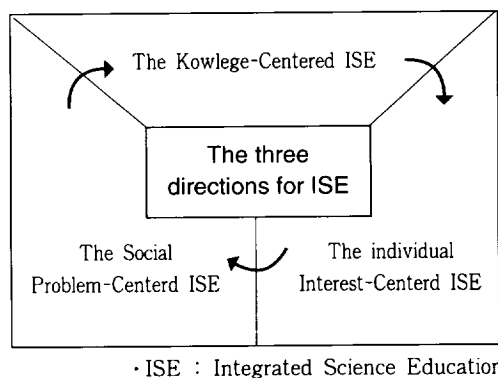 The Kowlege-Centered ISE
The three
directions for ISE
The Social
Problem-Centerd ISE
The individual
Interest-Centerd ISE
·ISE : Integrated Science Education